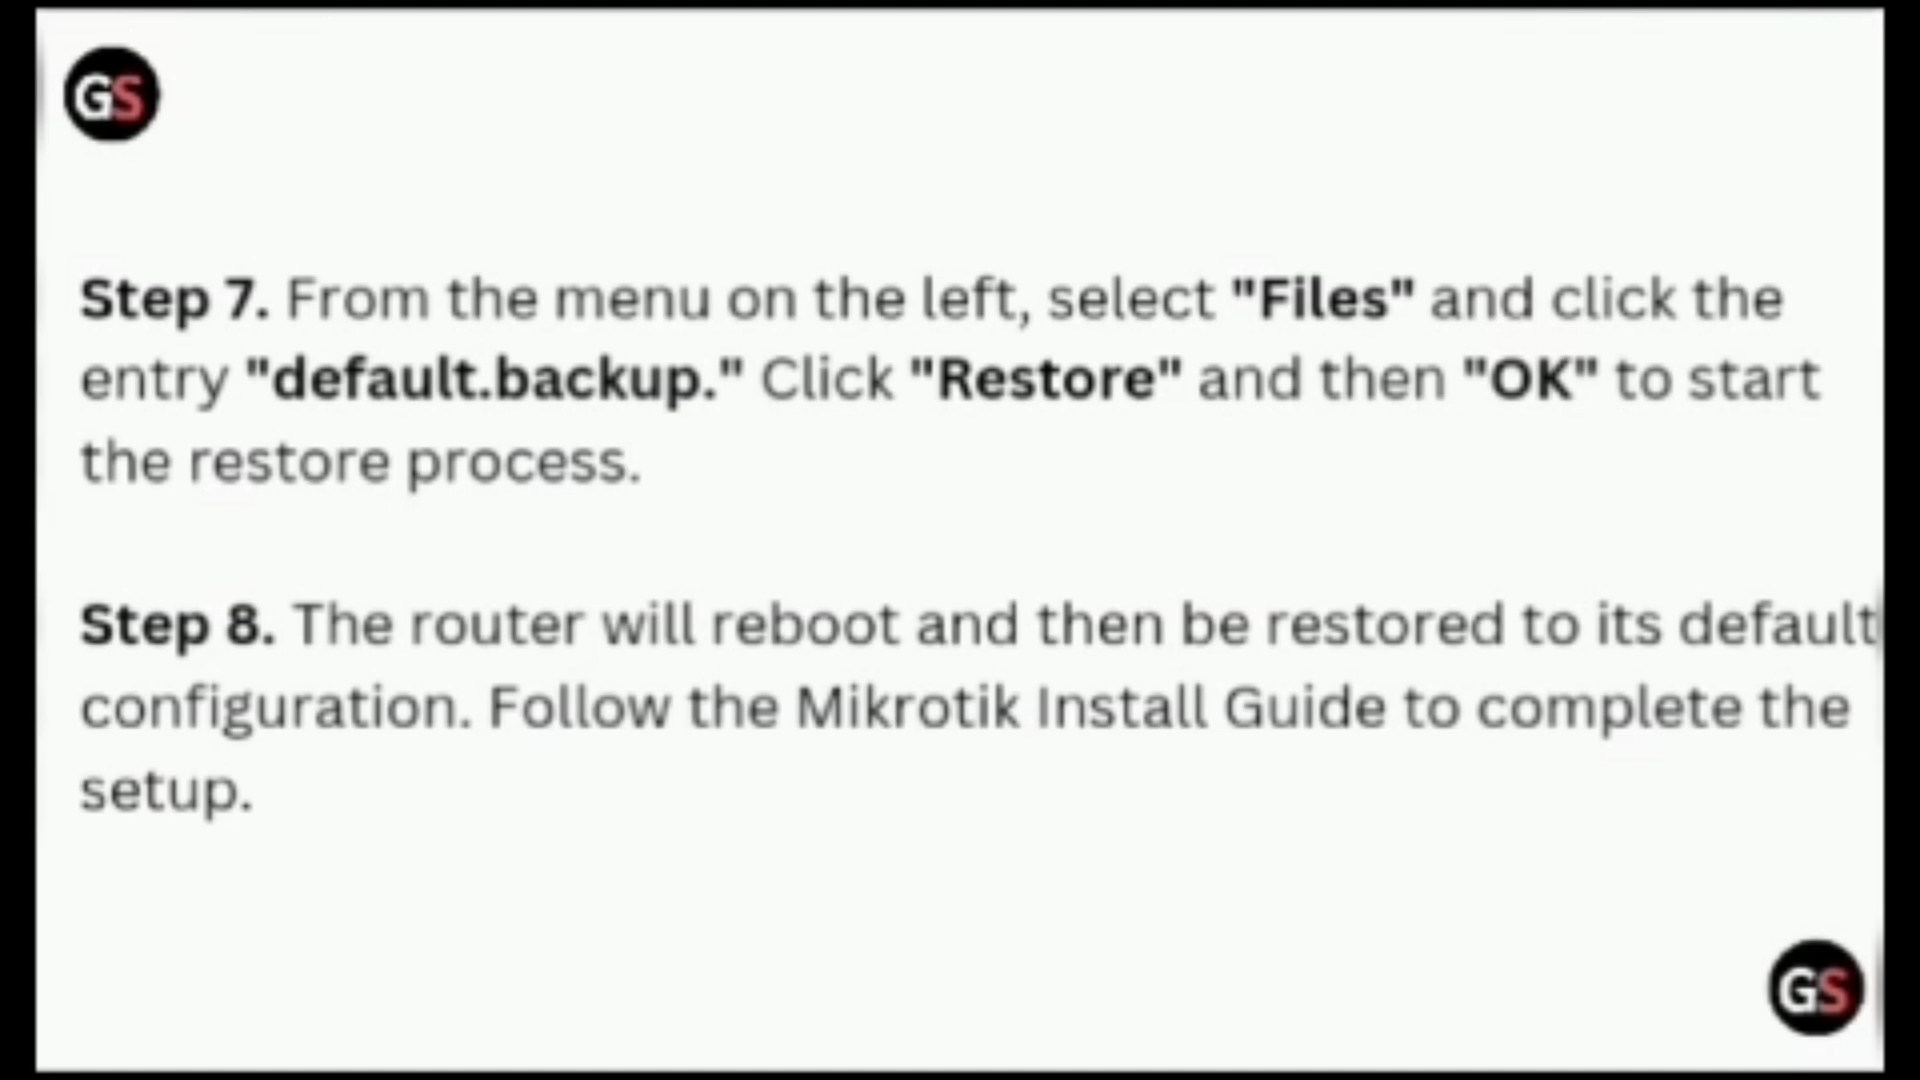 GS
Step 7. From the menu on the left, select "Files" and click the
entry "default.backup." Click "Restore" and then "OK" to start
the restore process.
Step 8. The router will reboot and then be restored to its default
configuration. Follow the Mikrotik Install Guide to complete the
setup.
GS